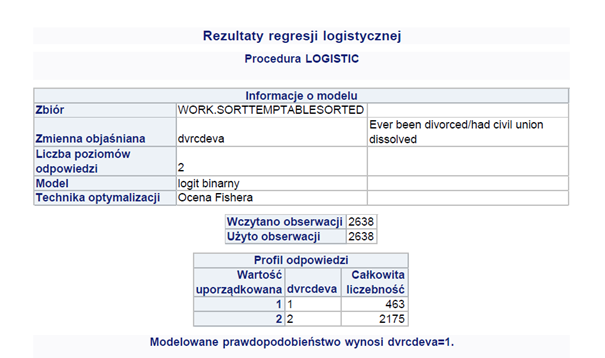 Rezultaty regresji logistycznej
Procedura LOGISTIC
Informacje o modelu
Zbiór WORK.SORTTEMPTABLESORTED
Zmienna objaśniana dvrcdeva Ever been divorced/had civil union
dissolved
Liczba poziomów
odpowiedzi 2
Model logit binarny
Technika optymalizacji Ocena Fishera
Wczytano obserwacji 2638
Użyto obserwacji 2638
Profil odpowiedzi
Wartość
uporządkowana dvrcdeva Całkowita
liczebność
1 1 463
2 2 2175
Modelowane prawdopodobieństwo wynosi dvrcdeva=1.